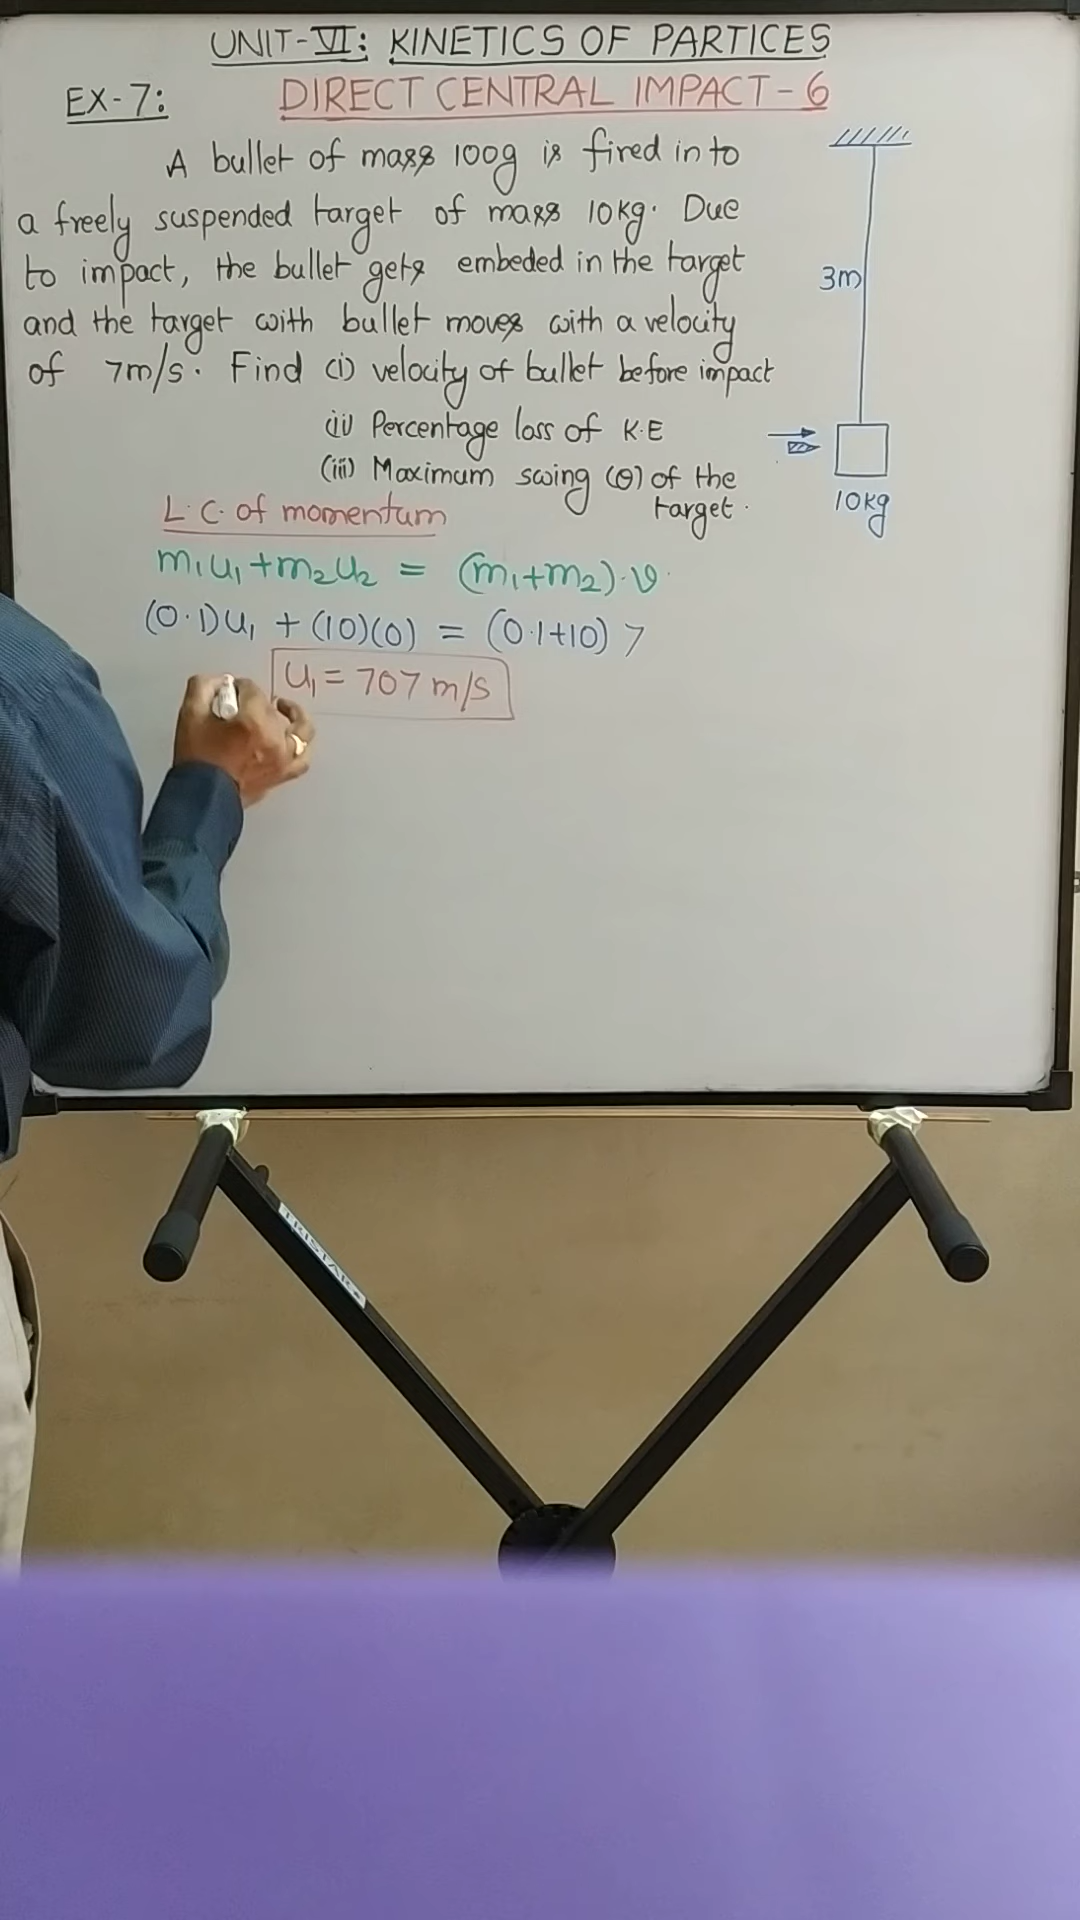 UNIT-VI: KINETICS OF PARTICES
EX-7: DIRECT CENTRAL IMPACT-6
A bullet of mass 100g is fired in to
a freely suspended target of mass 10kg. Due
to impact, the bullet gets embeded in the target
and the target with bullet moves with a velocity
of 7m/s. Find (i) velocity of bullet before impact
(ii) Percentage loss of K.E
(iii) Maximum swing (θ) of the
target.
3m
10kg
L.C. of momentum
m₁u₁+m₂u₂ = (m₁+m₂).v
(0.1)u₁ + (10)(0) = (0.1+10) 7
u₁ = 707 m/s
TRISTAR